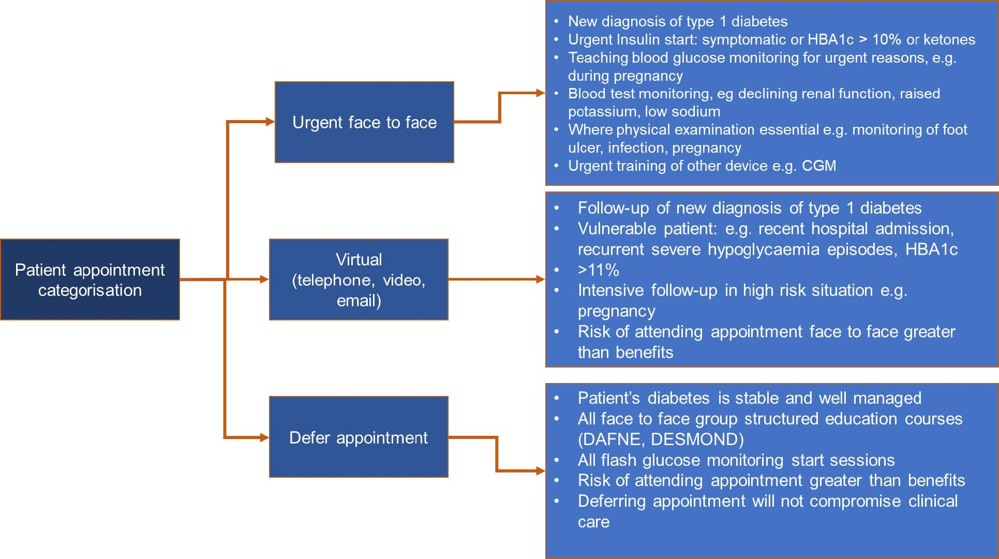 Patient appointment
categorisation
Urgent face to face
• New diagnosis of type 1 diabetes
• Urgent Insulin start: symptomatic or HBA1c > 10% or ketones
• Teaching blood glucose monitoring for urgent reasons, e.g.
during pregnancy
• Blood test monitoring, eg declining renal function, raised
potassium, low sodium
• Where physical examination essential e.g. monitoring of foot
ulcer, infection, pregnancy
• Urgent training of other device e.g. CGM
Virtual
(telephone, video,
email)
• Follow-up of new diagnosis of type 1 diabetes
• Vulnerable patient: e.g. recent hospital admission,
recurrent severe hypoglycaemia episodes, HBA1c
• >11%
• Intensive follow-up in high risk situation e.g.
pregnancy
• Risk of attending appointment face to face greater
than benefits
Defer appointment
• Patient’s diabetes is stable and well managed
• All face to face group structured education courses
(DAFNE, DESMOND)
• All flash glucose monitoring start sessions
• Risk of attending appointment greater than benefits
• Deferring appointment will not compromise clinical
care